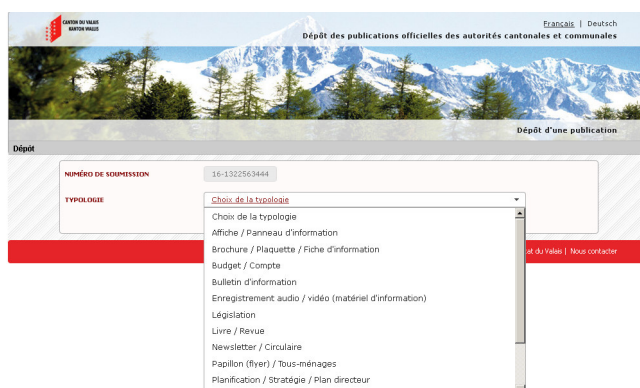 CANTON DU VALAIS
KANTON WALLIS
Français | Deutsch
Dépôt des publications officielles des autorités cantonales et communales
Dépôt d'une publication
Dépôt
NUMÉRO DE SOUMISSION 16-1322563444
TYPOLOGIE Choix de la typologie
Choix de la typologie
Affiche / Panneau d'information
Brochure / Plaquette / Fiche d'information
Budget / Compte
Bulletin d'information
Enregistrement audio / vidéo (matériel d'information)
Législation
Livre / Revue
Newsletter / Circulaire
Papillon (flyer) / Tous-ménages
Planification / Stratégie / Plan directeur
tat du Valais | Nous contacter